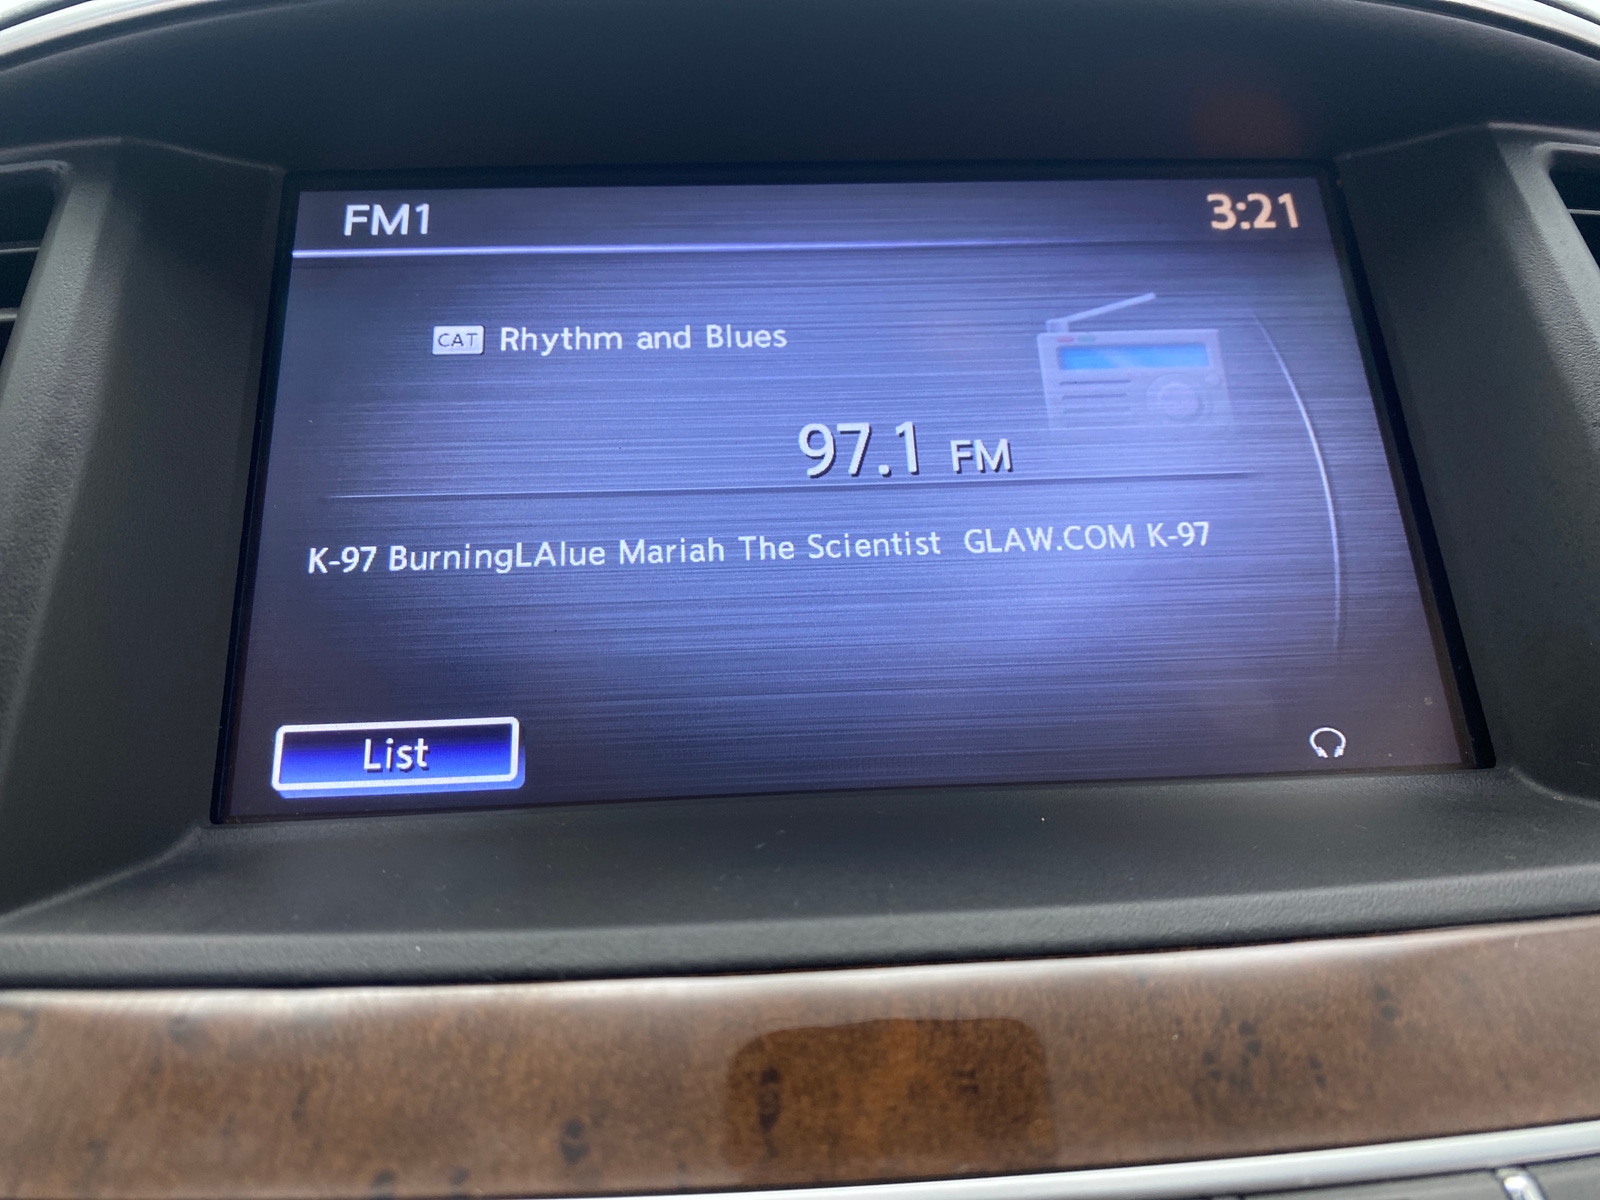 FM1 3:21
CAT Rhythm and Blues
97.1 FM
K-97 BurningLAlue Mariah The Scientist GLAW.COM K-97
List